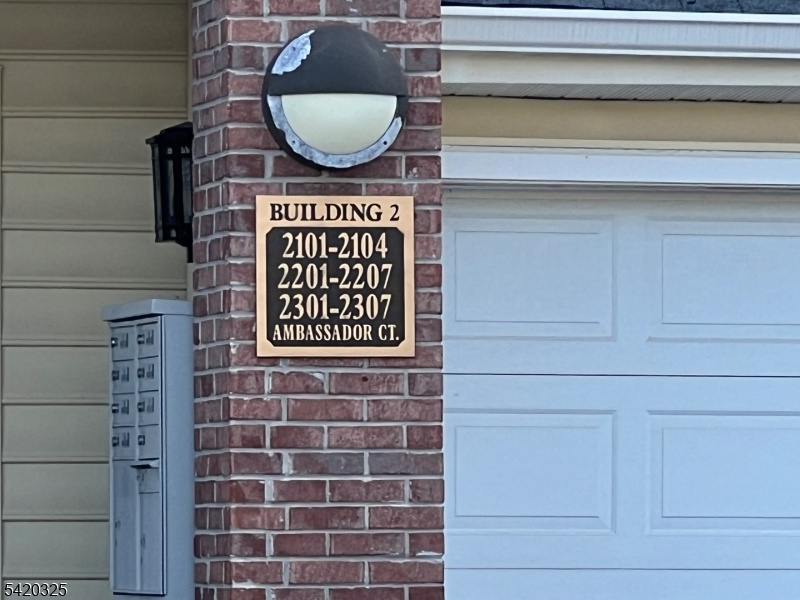 BUILDING 2
2101-2104
2201-2207
2301-2307
AMBASSADOR CT.
5420325